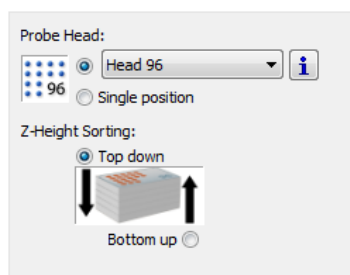 Probe Head:
Head 96
96
Single position
Z-Height Sorting:
Top down
Bottom up